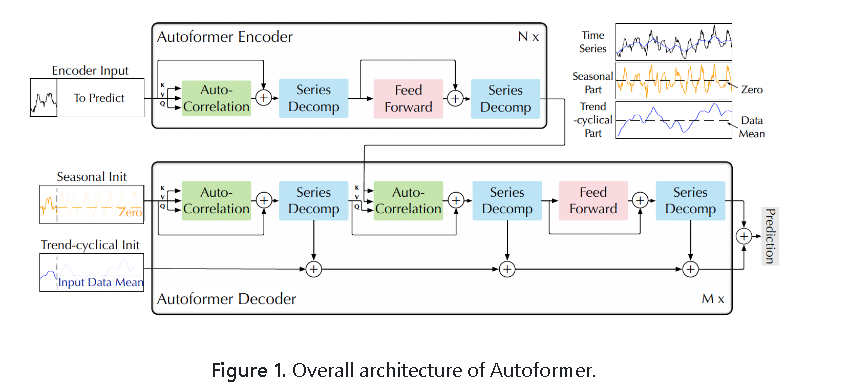 Autoformer Encoder
N x
Encoder Input
To Predict
K
V
Q
Auto-
Correlation
Series
Decomp
Feed
Forward
Series
Decomp
Time
Series
Seasonal
Part
Zero
Trend
-cyclical
Part
Data
Mean
Seasonal Init
Zero
K
V
Q
Auto-
Correlation
Series
Decomp
K
V
Q
Auto-
Correlation
Series
Decomp
Feed
Forward
Series
Decomp
Prediction
Trend-cyclical Init
Input Data Mean
Autoformer Decoder
M x
Figure 1. Overall architecture of Autoformer.